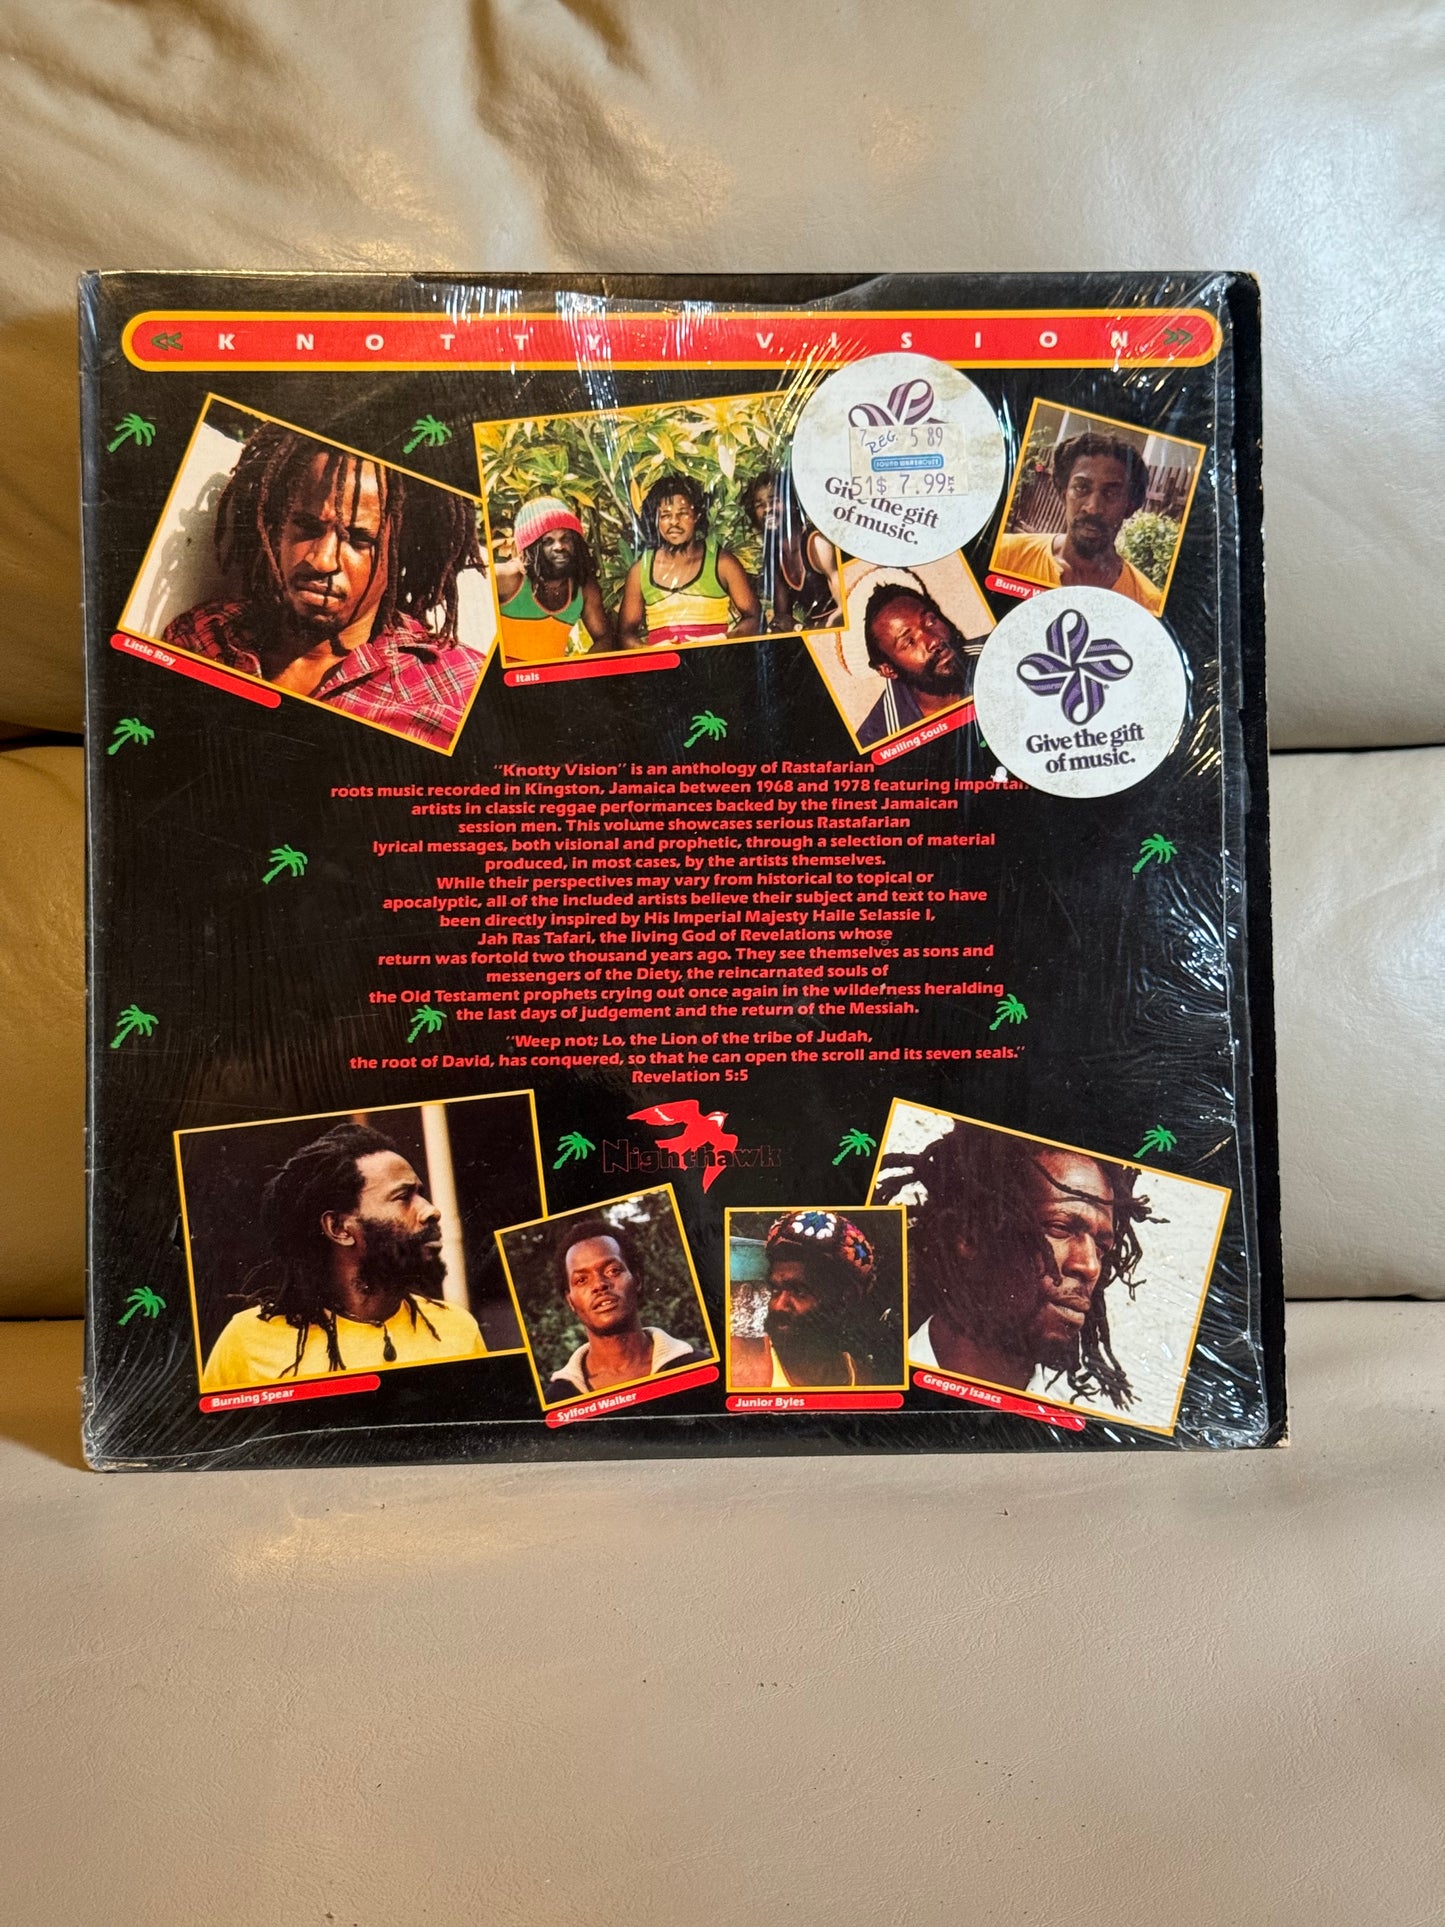 KNOTTY VISION
7 REG. 5 89
SOUND WAREHOUSE
51$ 7.99
Give the gift
of music.
Little Roy
Itals
Wailing Souls
Bunny
Give the gift
of music.
"Knotty Vision" is an anthology of Rastafarian
roots music recorded in Kingston, Jamaica between 1968 and 1978 featuring
artists in classic reggae performances backed by the finest Jamaican
session men. This volume showcases serious Rastafarian
lyrical messages, both visional and prophetic, through a selection of material
produced, in most cases, by the artists themselves.
While their perspectives may vary from historical to topical or
apocalyptic, all of the included artists believe their subject and text to have
been directly inspired by His Imperial Majesty Haile Selassie I,
Jah Ras Tafari, the living God of Revelations whose
return was fortold two thousand years ago. They see themselves as sons and
messengers of the Diety, the reincarnated souls of
the Old Testament prophets crying out once again in the wilderness heralding
the last days of judgement and the return of the Messiah.
"Weep not; Lo, the Lion of the tribe of Judah,
the root of David, has conquered, so that he can open the scroll and its seven seals."
Revelation 5:5
Nighthawk
Burning Spear
Sylford Walker
Junior Byles
Gregory Isaacs